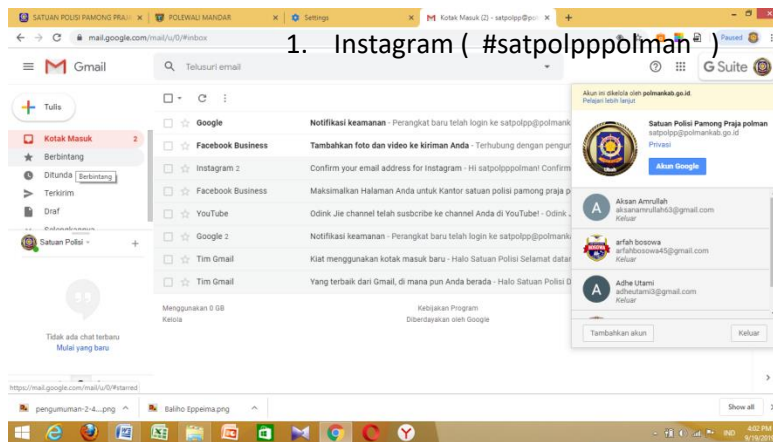 SATUAN POLISI PAMONG PRAJA
POLEWALI MANDAR
Settings
Kotak Masuk (2) - satpolpp@pol
mail.google.com/mail/u/0/#inbox
Paused
1. Instagram ( #satpolpppolman )
Gmail
Telusuri email
G Suite
Tulis
Kotak Masuk 2
Berbintang
Ditunda
Berbintang
Terkirim
Draf
Satuan Polisi
Tidak ada chat terbaru
Mulai yang baru
Google Notifikasi keamanan - Perangkat baru telah login ke satpolpp@polmank
Facebook Business Tambahkan foto dan video ke kiriman Anda - Terhubung dengan pengun
Instagram 2 Confirm your email address for Instagram - Hi satpolpppolman! Confirm
Facebook Business Maksimalkan Halaman Anda untuk Kantor satuan polisi pamong praja p
YouTube Odink Jie channel telah susbcribe ke channel Anda di YouTube! - Odink
Google 2 Notifikasi keamanan - Perangkat baru telah login ke satpolpp@polmank
Tim Gmail Kiat menggunakan kotak masuk baru - Halo Satuan Polisi Selamat datan
Tim Gmail Yang terbaik dari Gmail, di mana pun Anda berada - Halo Satuan Polisi D
Menggunakan 0 GB
Kelola
Kebijakan Program
Diberdayakan oleh Google
Akun ini dikelola oleh polmankab.go.id.
Pelajari lebih lanjut
Satuan Polisi Pamong Praja polman
satpolpp@polmankab.go.id
Privasi
Akun Google
A
Aksan Amrullah
aksanamrullah63@gmail.com
Keluar
arfah bosowa
arfahbosowa45@gmail.com
Keluar
A
Adhe Utami
adheutami3@gmail.com
Keluar
Tambahkan akun
Keluar
https://mail.google.com/mail/u/0/#starred
pengumuman-2-4....png
Baliho Eppeima.png
Show all
IND
4:02 PM